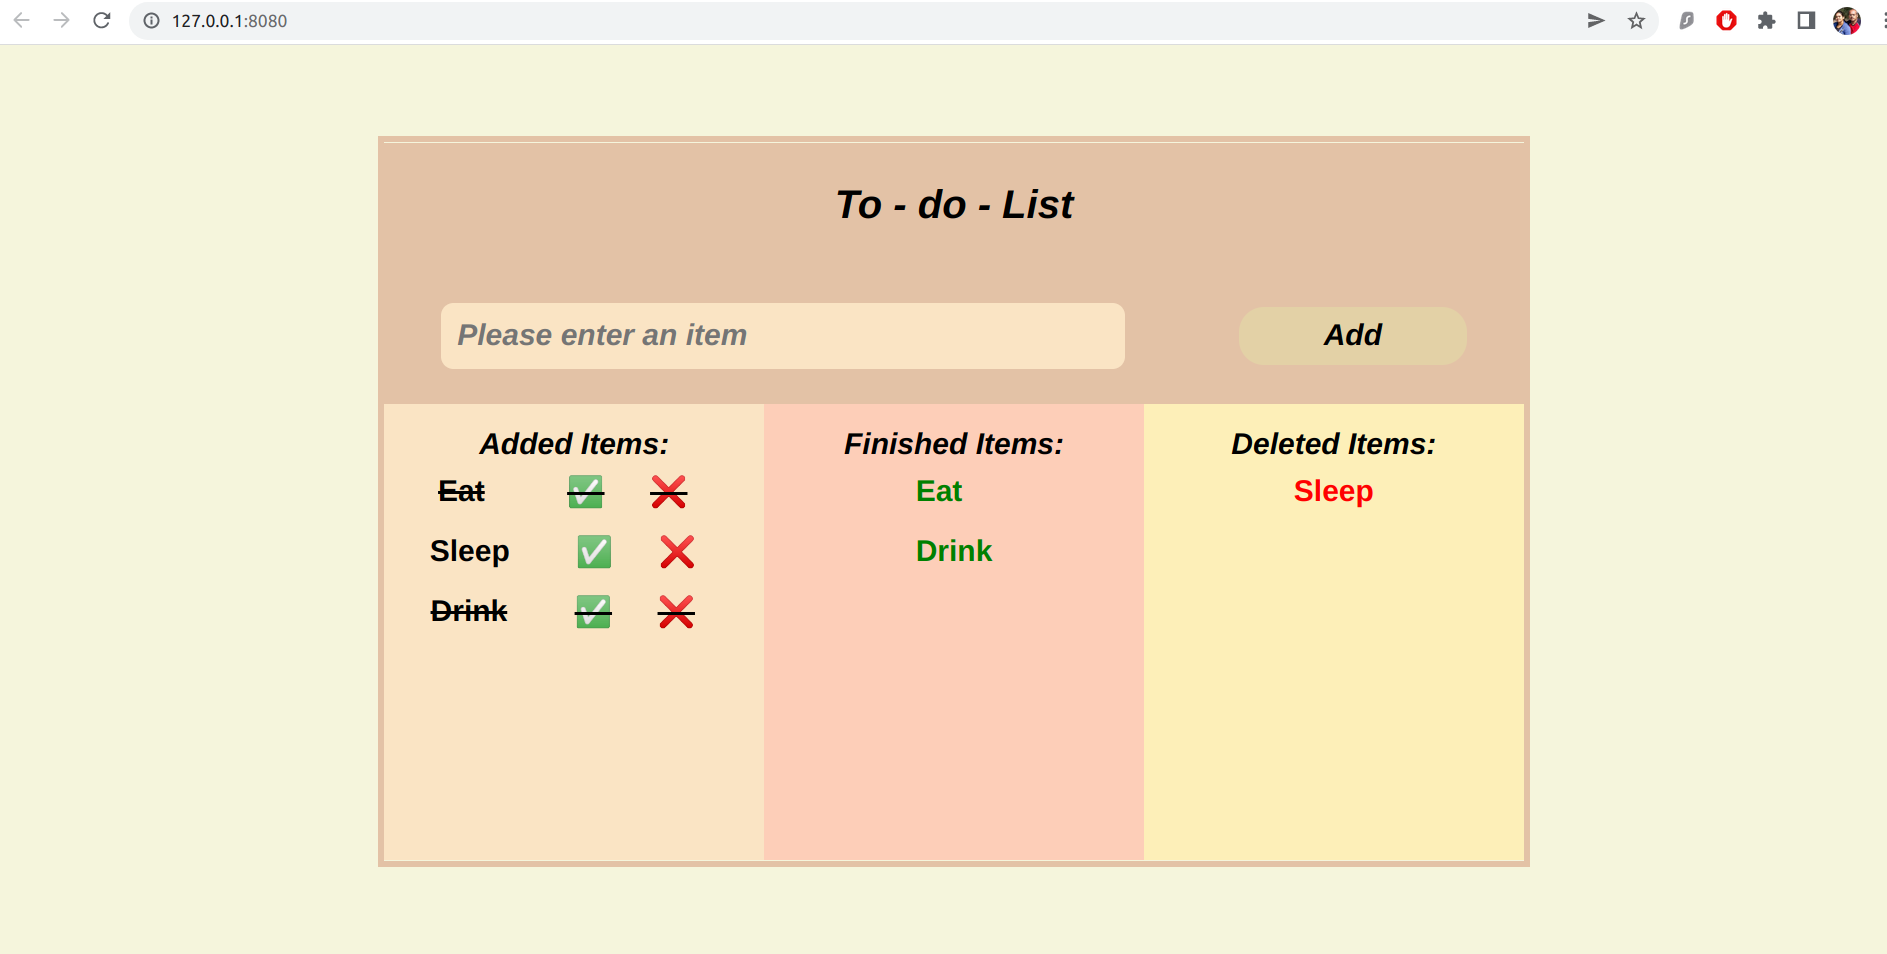 127.0.0.1:8080
To - do - List
Please enter an item
Add
Added Items:
Eat ✅ ❌
Sleep ✅ ❌
Drink ✅ ❌
Finished Items:
Eat
Drink
Deleted Items:
Sleep